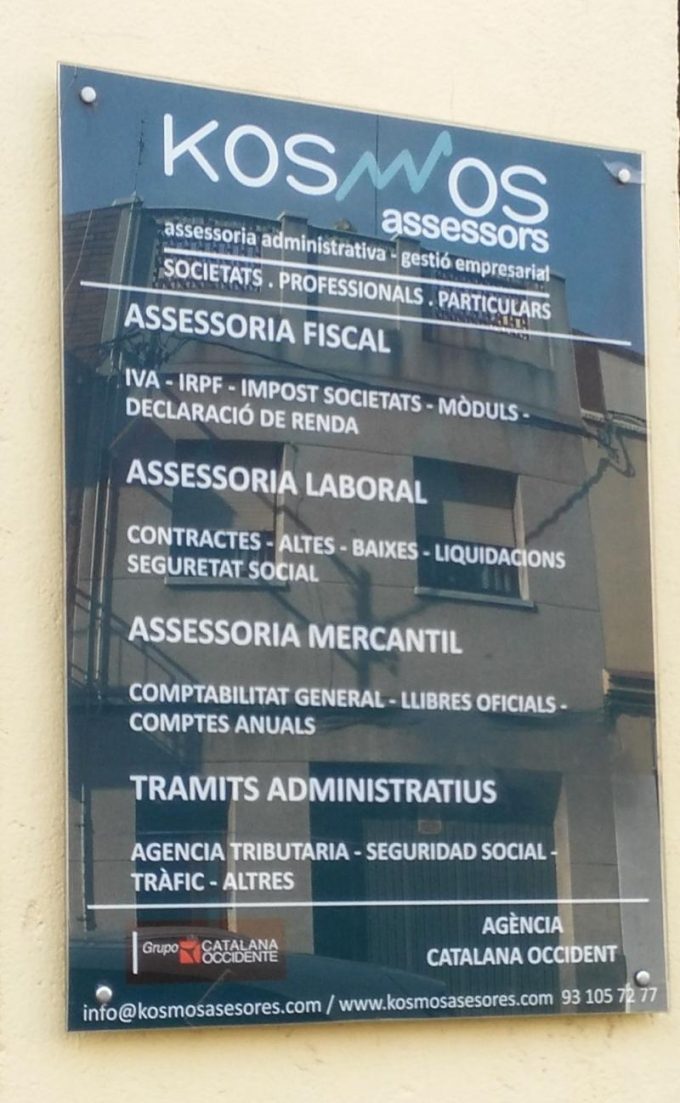 KOSMOS
assessors
assessoria administrativa - gestió empresarial
SOCIETATS . PROFESSIONALS . PARTICULARS
ASSESSORIA FISCAL
IVA - IRPF - IMPOST SOCIETATS - MÒDULS -
DECLARACIÓ DE RENDA
ASSESSORIA LABORAL
CONTRACTES - ALTES - BAIXES - LIQUIDACIONS
SEGURETAT SOCIAL
ASSESSORIA MERCANTIL
COMPTABILITAT GENERAL - LLIBRES OFICIALS -
COMPTES ANUALS
TRAMITS ADMINISTRATIUS
AGENCIA TRIBUTARIA - SEGURIDAD SOCIAL -
TRÀFIC - ALTRES
Grupo CATALANA
OCCIDENTE
AGÈNCIA
CATALANA OCCIDENT
info@kosmosasesores.com / www.kosmosasesores.com 93 105 72 77